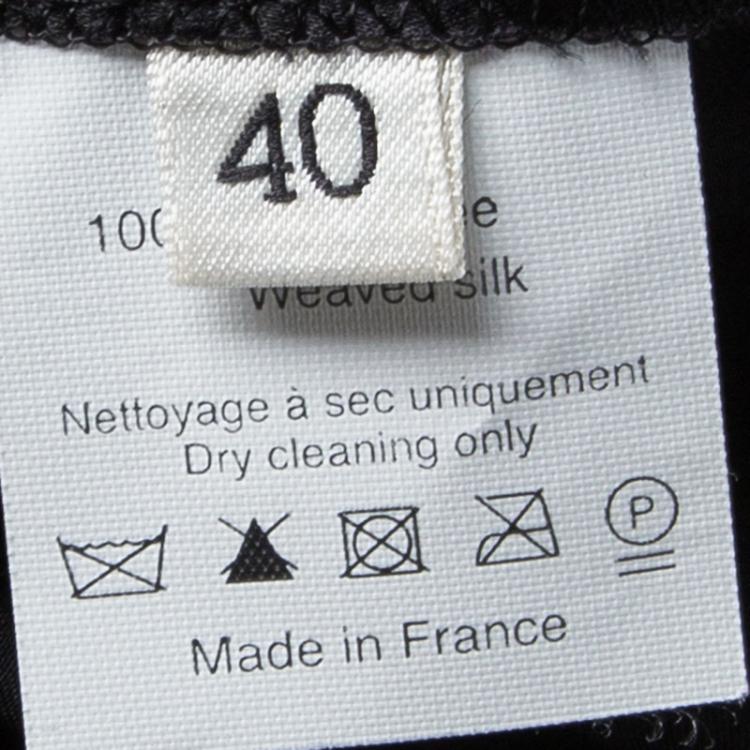 40
Weaved silk
Nettoyage à sec uniquement
Dry cleaning only
P
Made in France